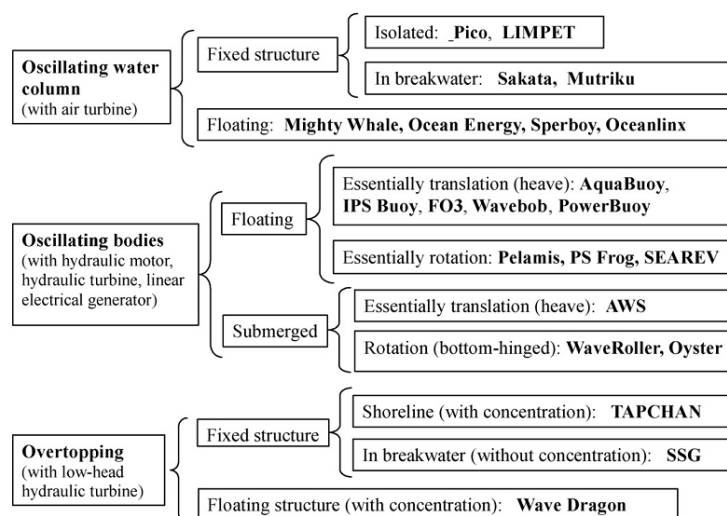 Isolated: _Pico, LIMPET
Fixed structure
Oscillating water
column
(with air turbine)
In breakwater: Sakata, Mutriku
Floating: Mighty Whale, Ocean Energy, Sperboy, Oceanlinx
Essentially translation (heave): AquaBuoy,
IPS Buoy, FO3, Wavebob, PowerBuoy
Floating
Oscillating bodies
(with hydraulic motor,
hydraulic turbine, linear
electrical generator)
Essentially rotation: Pelamis, PS Frog, SEAREV
Essentially translation (heave): AWS
Submerged
Rotation (bottom-hinged): WaveRoller, Oyster
Shoreline (with concentration): TAPCHAN
Fixed structure
Overtopping
(with low-head
hydraulic turbine)
In breakwater (without concentration): SSG
Floating structure (with concentration): Wave Dragon